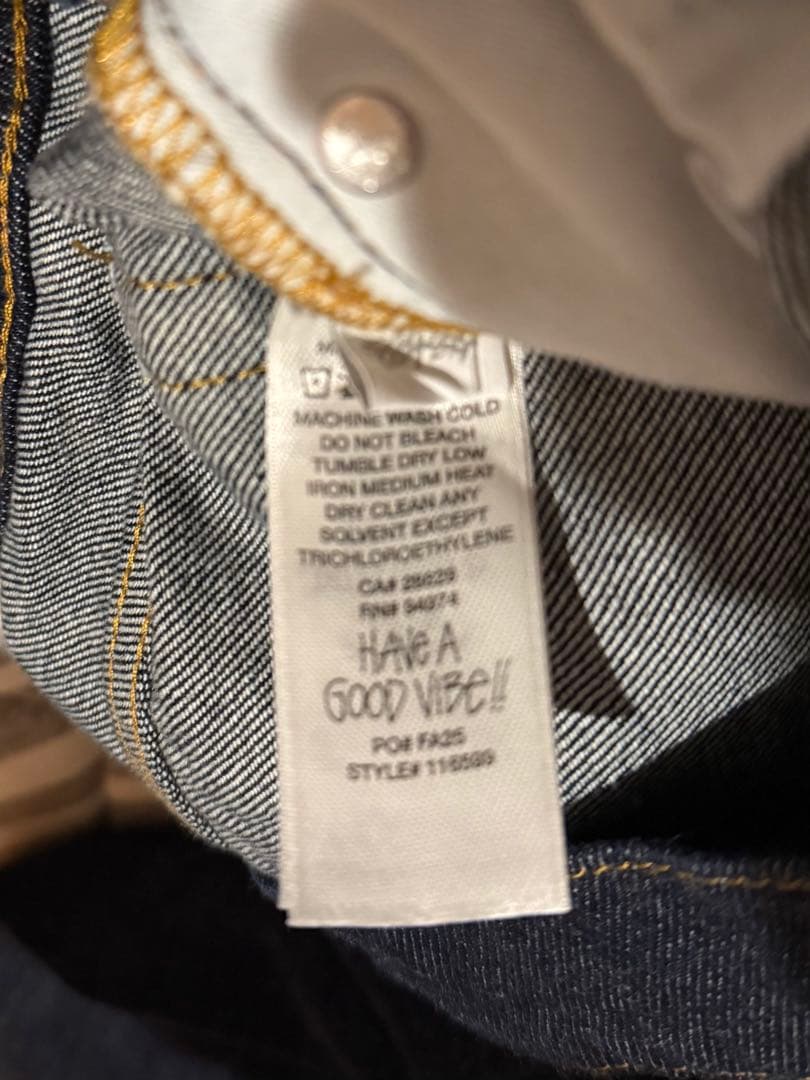 MACHINE WASH COLD
DO NOT BLEACH
TUMBLE DRY LOW
IRON MEDIUM HEAT
DRY CLEAN ANY
SOLVENT EXCEPT
TRICHLOROETHYLENE
CA# 28829
RN# 94974
HAVE A
GOOD VIBE!!
PO# FA25
STYLE# 116599